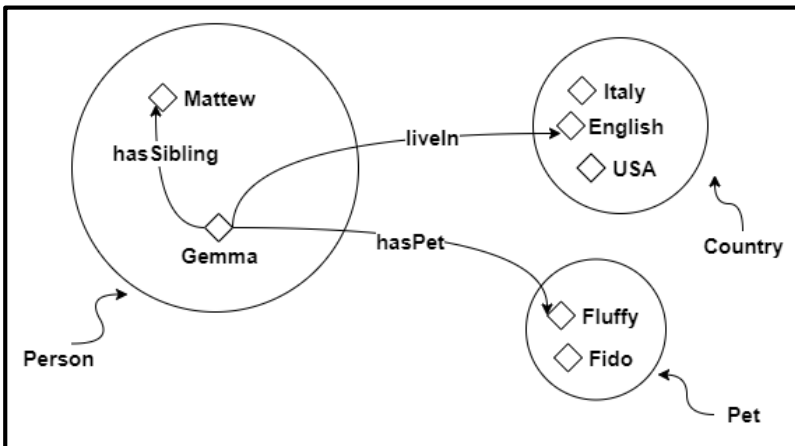 Mattew
hasSibling
Gemma
liveIn
hasPet
Italy
English
USA
Country
Fluffy
Fido
Person
Pet